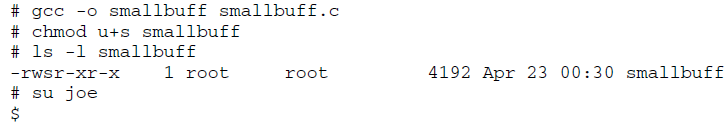 # gcc -o smallbuff smallbuff.c
# chmod u+s smallbuff
# ls -l smallbuff
-rwsr-xr-x    1 root     root         4192 Apr 23 00:30 smallbuff
# su joe
$